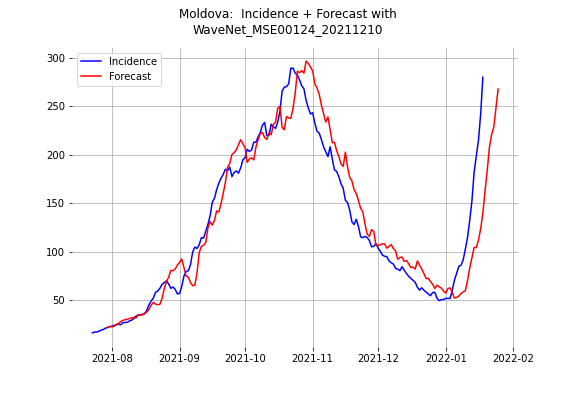 Moldova:  Incidence + Forecast with
WaveNet_MSE00124_20211210
Incidence
Forecast
300
250
200
150
100
50
2021-08 2021-09 2021-10 2021-11 2021-12 2022-01 2022-02